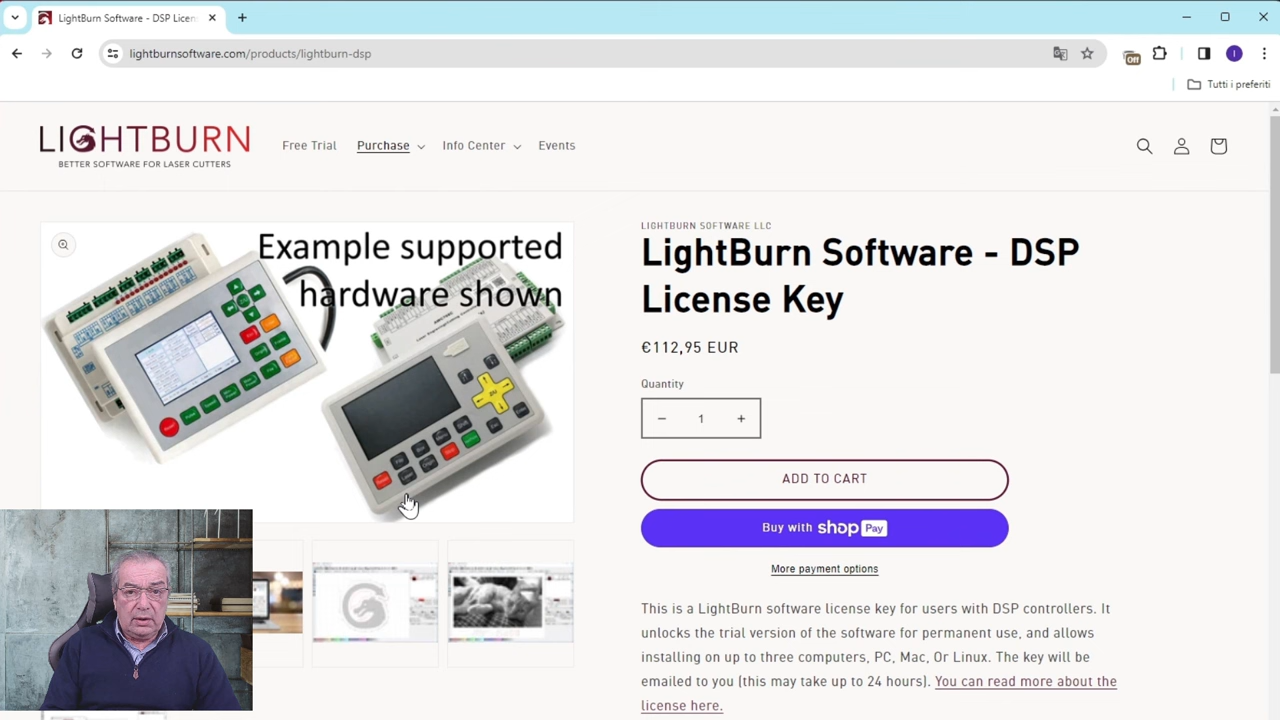 LightBurn Software - DSP Licen
lightburnsoftware.com/products/lightburn-dsp
Off
I
Tutti i preferiti
LIGHTBURN
BETTER SOFTWARE FOR LASER CUTTERS
Free Trial
Purchase
Info Center
Events
Example supported
hardware shown
LIGHTBURN SOFTWARE LLC
LightBurn Software - DSP
License Key
€112,95 EUR
Quantity
− 1 +
ADD TO CART
Buy with shop Pay
More payment options
This is a LightBurn software license key for users with DSP controllers. It
unlocks the trial version of the software for permanent use, and allows
installing on up to three computers, PC, Mac, Or Linux. The key will be
emailed to you (this may take up to 24 hours). You can read more about the
license here.